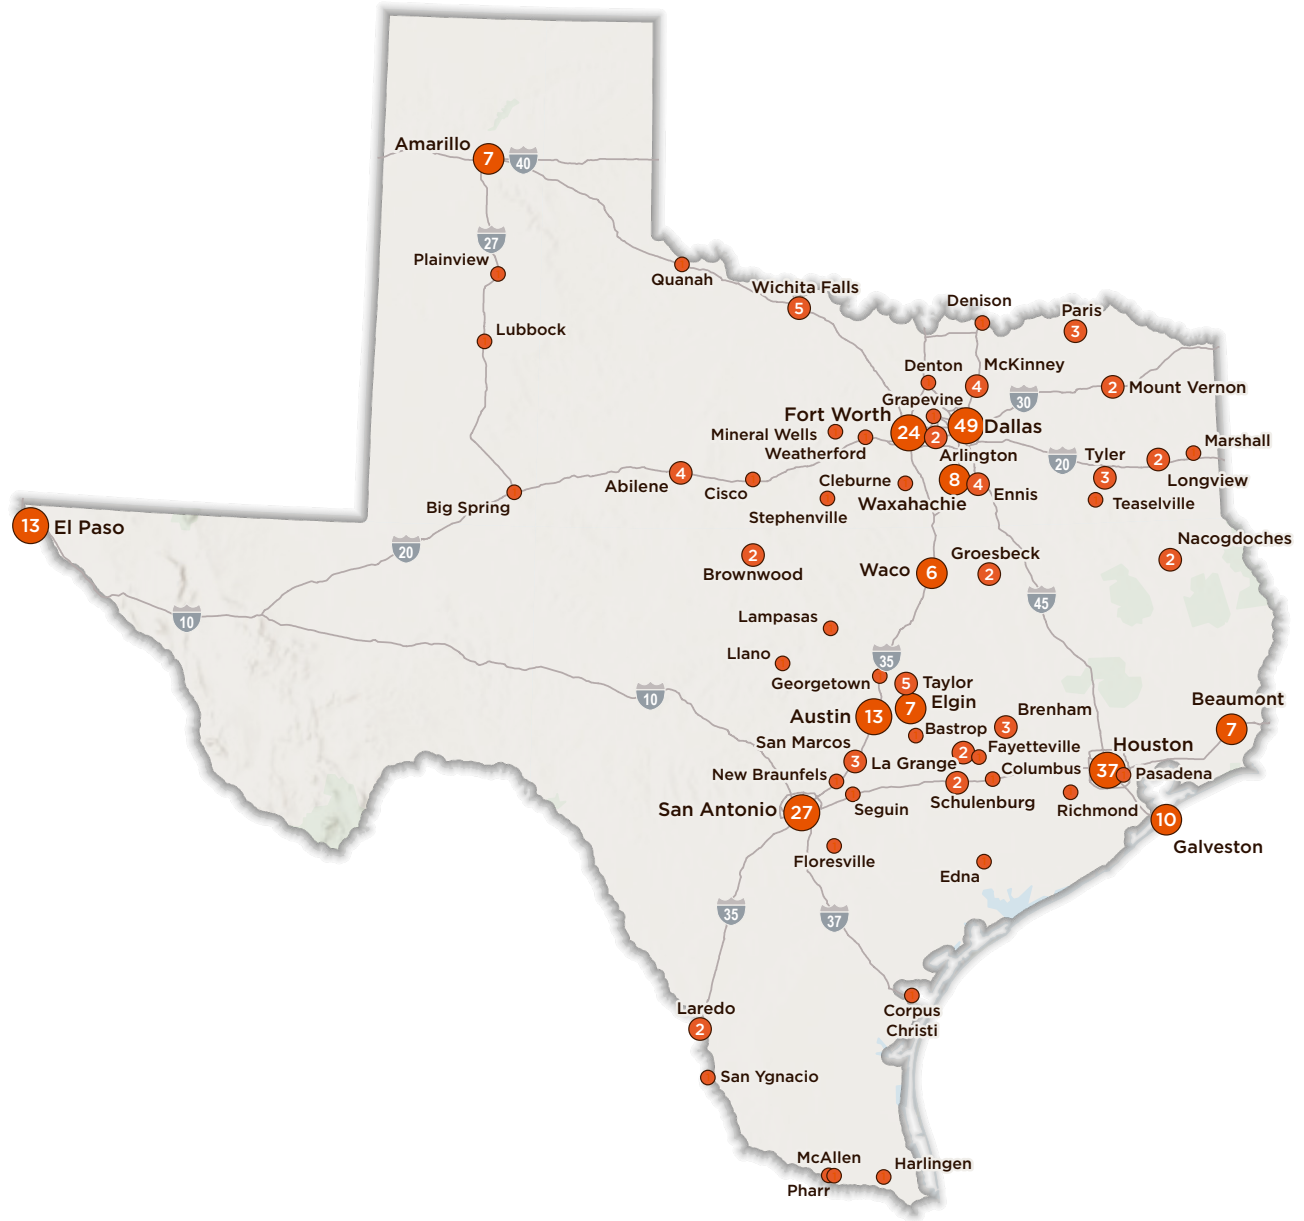 Amarillo
7
40
27
Plainview
Quanah
Wichita Falls
5
Denison
Paris
3
Lubbock
Denton
McKinney
4
30
2
Mount Vernon
Grapevine
Fort Worth
24
2
49
Dallas
Mineral Wells
Weatherford
Arlington
20
Tyler
3
2
Marshall
Longview
Abilene
4
Cisco
Cleburne
8
4
Ennis
Waxahachie
Teaselville
Big Spring
Stephenville
13
El Paso
20
Nacogdoches
2
2
Brownwood
Waco
6
Groesbeck
2
45
10
Lampasas
Llano
35
Georgetown
5
Taylor
10
Austin
13
7
Elgin
Beaumont
7
Brenham
3
Bastrop
San Marcos
3
La Grange
2
Fayetteville
Houston
37
Pasadena
New Braunfels
Columbus
2
Schulenburg
Seguin
Richmond
San Antonio
27
10
Galveston
Floresville
Edna
35
37
Corpus
Christi
Laredo
2
San Ygnacio
McAllen
Pharr
Harlingen